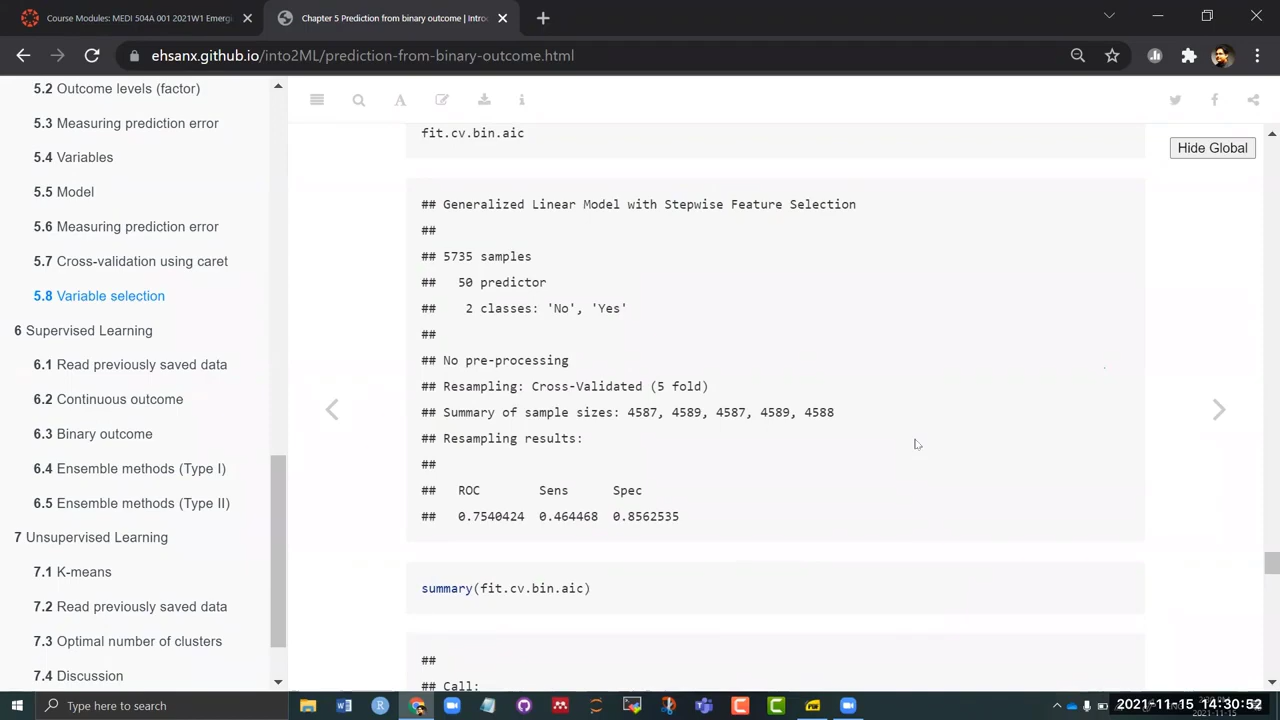 Course Modules: MEDI 504A 001 2021W1 Emergi
Chapter 5 Prediction from binary outcome | Intro
ehsanx.github.io/into2ML/prediction-from-binary-outcome.html
5.2 Outcome levels (factor)
5.3 Measuring prediction error
5.4 Variables
5.5 Model
5.6 Measuring prediction error
5.7 Cross-validation using caret
5.8 Variable selection
6 Supervised Learning
6.1 Read previously saved data
6.2 Continuous outcome
6.3 Binary outcome
6.4 Ensemble methods (Type I)
6.5 Ensemble methods (Type II)
7 Unsupervised Learning
7.1 K-means
7.2 Read previously saved data
7.3 Optimal number of clusters
7.4 Discussion
Hide Global
fit.cv.bin.aic
## Generalized Linear Model with Stepwise Feature Selection
##
## 5735 samples
## 50 predictor
## 2 classes: 'No', 'Yes'
##
## No pre-processing
## Resampling: Cross-Validated (5 fold)
## Summary of sample sizes: 4587, 4589, 4587, 4589, 4588
## Resampling results:
##
## ROC Sens Spec
## 0.7540424 0.464468 0.8562535
summary(fit.cv.bin.aic)
##
## Call:
Type here to search
2021-11-15 14:30:52
2021-11-15